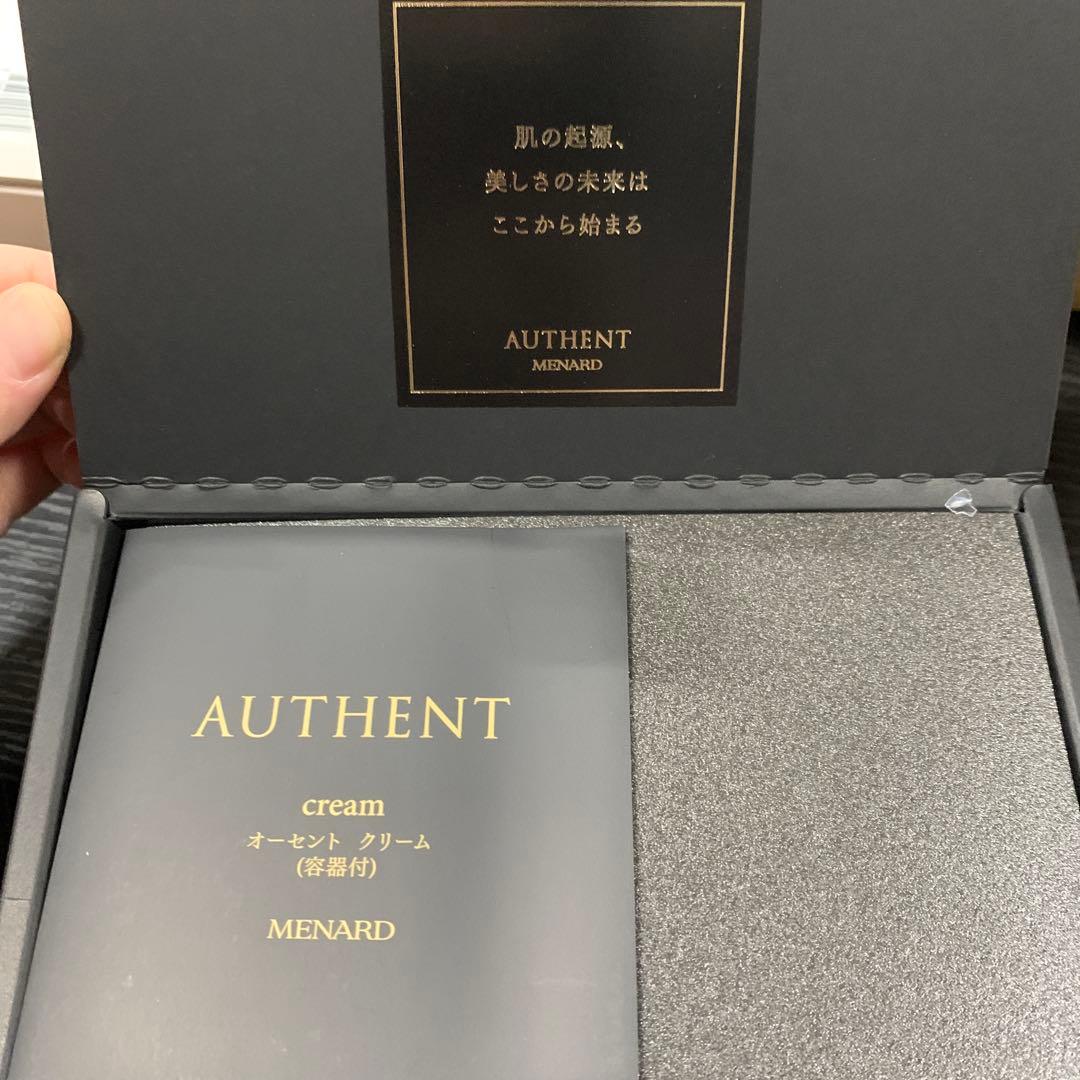 肌の起源、
美しさの未来は
ここから始まる
AUTHENT
MENARD
AUTHENT
cream
オーセント クリーム
(容器付)
MENARD